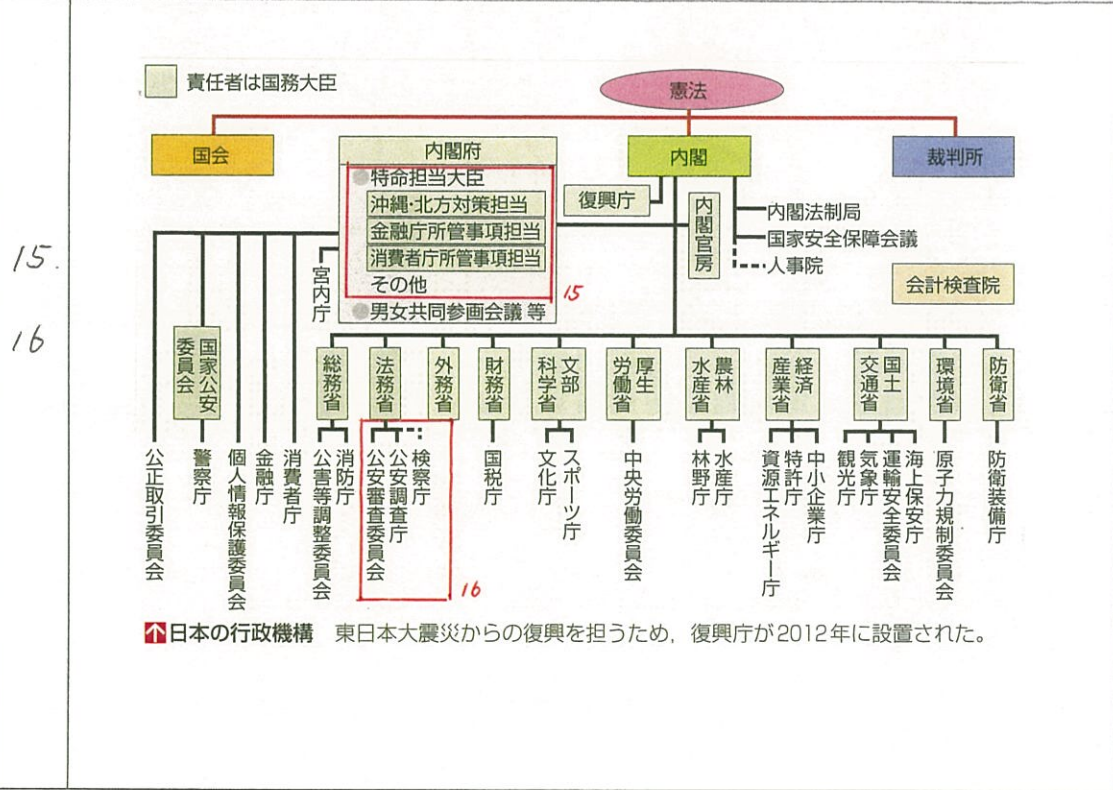 責任者は国務大臣
憲法
国会
内閣府
内閣
裁判所
特命担当大臣
沖縄・北方対策担当
金融庁所管事項担当
消費者庁所管事項担当
その他
男女共同参画会議 等
15
復興庁
内閣官房
内閣法制局
国家安全保障会議
人事院
会計検査院
宮内庁
15.
16
国家公安委員会
総務省
法務省
外務省
財務省
文部科学省
厚生労働省
農林水産省
経済産業省
国土交通省
環境省
防衛省
公正取引委員会
警察庁
個人情報保護委員会
金融庁
消費者庁
公害等調整委員会
消防庁
公安審査委員会
公安調査庁
検察庁
16
国税庁
文化庁
スポーツ庁
中央労働委員会
林野庁
水産庁
資源エネルギー庁
特許庁
中小企業庁
観光庁
気象庁
運輸安全委員会
海上保安庁
原子力規制委員会
防衛装備庁
↑日本の行政機構 東日本大震災からの復興を担うため，復興庁が2012年に設置された。